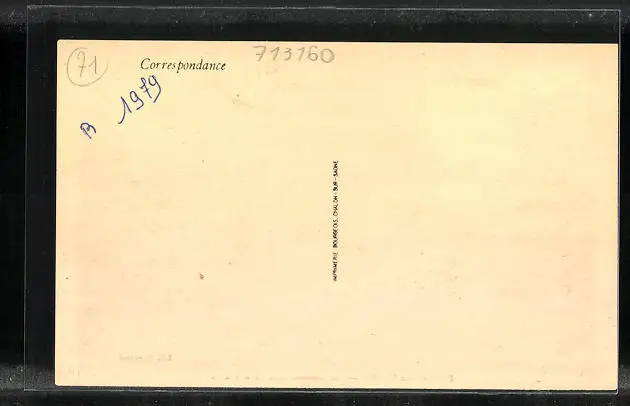 71
713160
Correspondance
1979
B
IMPRIMERIE BOURGEOIS, CHALON-SUR-SAONE